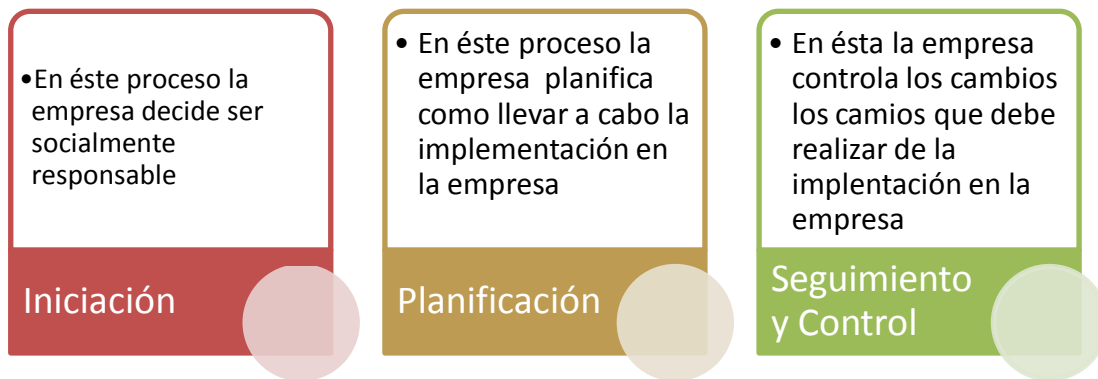 •En éste proceso la
empresa decide ser
socialmente
responsable
Iniciación
• En éste proceso la
empresa planifica
como llevar a cabo la
implementación en
la empresa
Planificación
• En ésta la empresa
controla los cambios
los camios que debe
realizar de la
implentación en la
empresa
Seguimiento
y Control